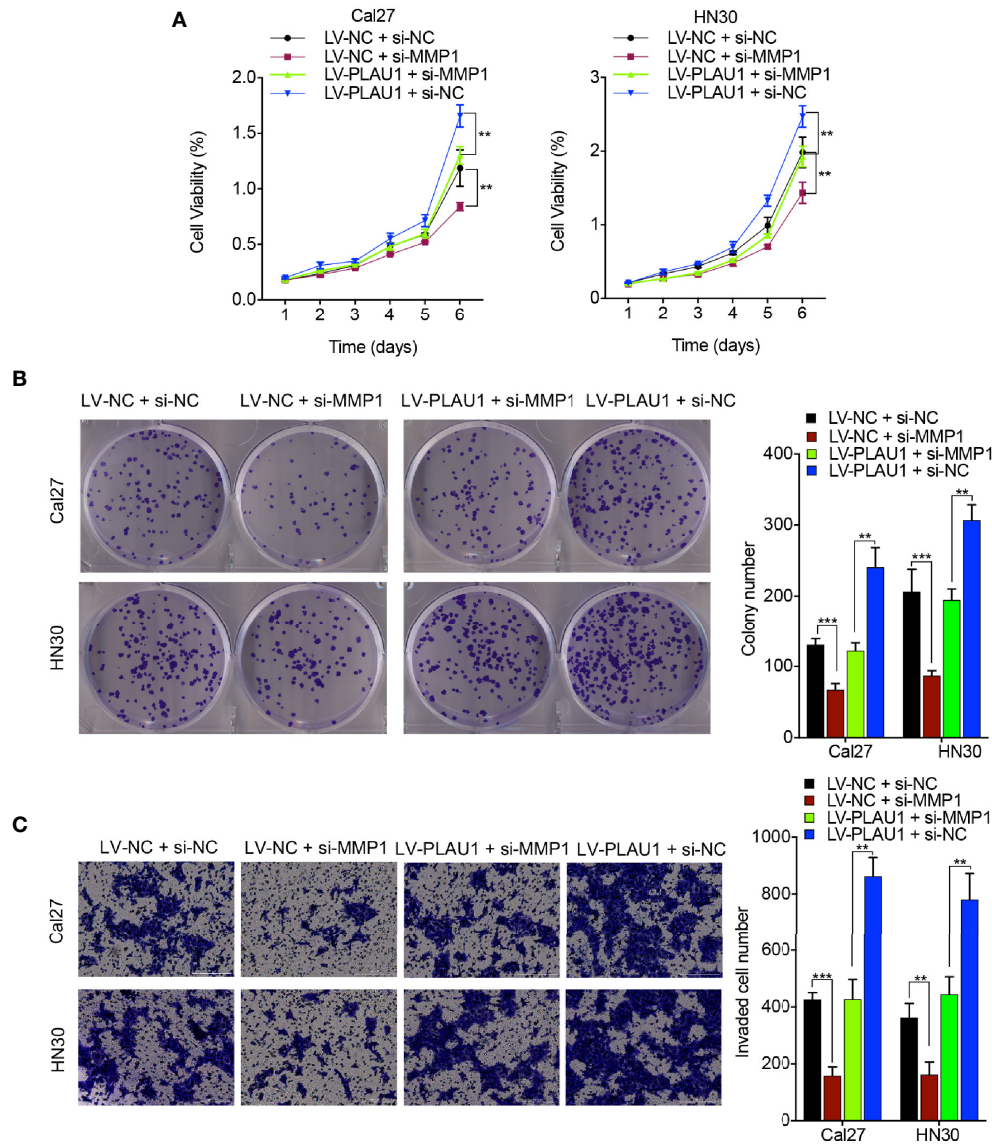 A
Cal27
LV-NC + si-NC
LV-NC + si-MMP1
LV-PLAU1 + si-MMP1
LV-PLAU1 + si-NC
2.0
1.5
1.0
0.5
0.0
Cell Viability (%)
**
**
1 2 3 4 5 6
Time (days)
HN30
LV-NC + si-NC
LV-NC + si-MMP1
LV-PLAU1 + si-MMP1
LV-PLAU1 + si-NC
3
2
1
0
Cell Viability (%)
**
**
1 2 3 4 5 6
Time (days)
B
LV-NC + si-NC LV-NC + si-MMP1 LV-PLAU1 + si-MMP1 LV-PLAU1 + si-NC
Cal27
HN30
LV-NC + si-NC
LV-NC + si-MMP1
LV-PLAU1 + si-MMP1
LV-PLAU1 + si-NC
400
300
200
100
0
Colony number
*** ** *** **
Cal27 HN30
C
LV-NC + si-NC LV-NC + si-MMP1 LV-PLAU1 + si-MMP1 LV-PLAU1 + si-NC
Cal27
HN30
LV-NC + si-NC
LV-NC + si-MMP1
LV-PLAU1 + si-MMP1
LV-PLAU1 + si-NC
1000
800
600
400
200
0
Invaded cell number
*** ** ** **
Cal27 HN30